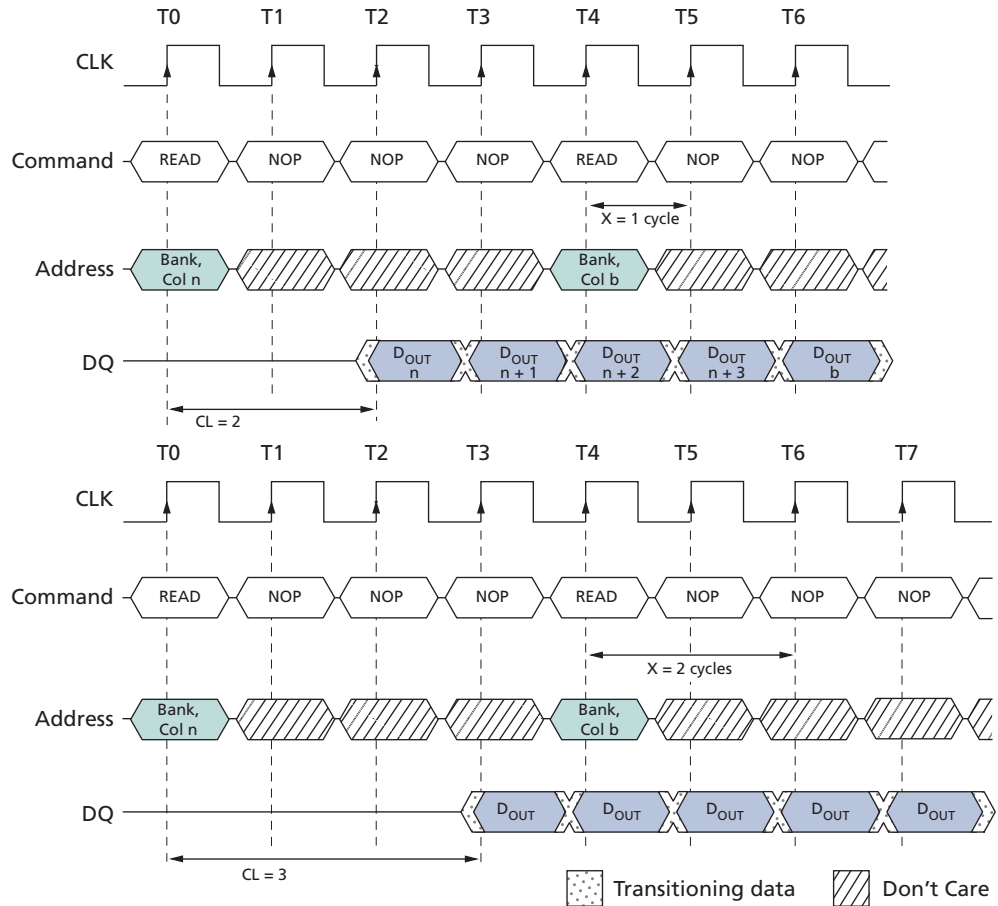 T0 T1 T2 T3 T4 T5 T6
CLK
Command READ NOP NOP NOP READ NOP NOP
X = 1 cycle
Address Bank, Col n Bank, Col b
DQ DOUT n DOUT n + 1 DOUT n + 2 DOUT n + 3 DOUT b
CL = 2
T0 T1 T2 T3 T4 T5 T6 T7
CLK
Command READ NOP NOP NOP READ NOP NOP NOP
X = 2 cycles
Address Bank, Col n Bank, Col b
DQ DOUT DOUT DOUT DOUT DOUT
CL = 3
Transitioning data Don't Care